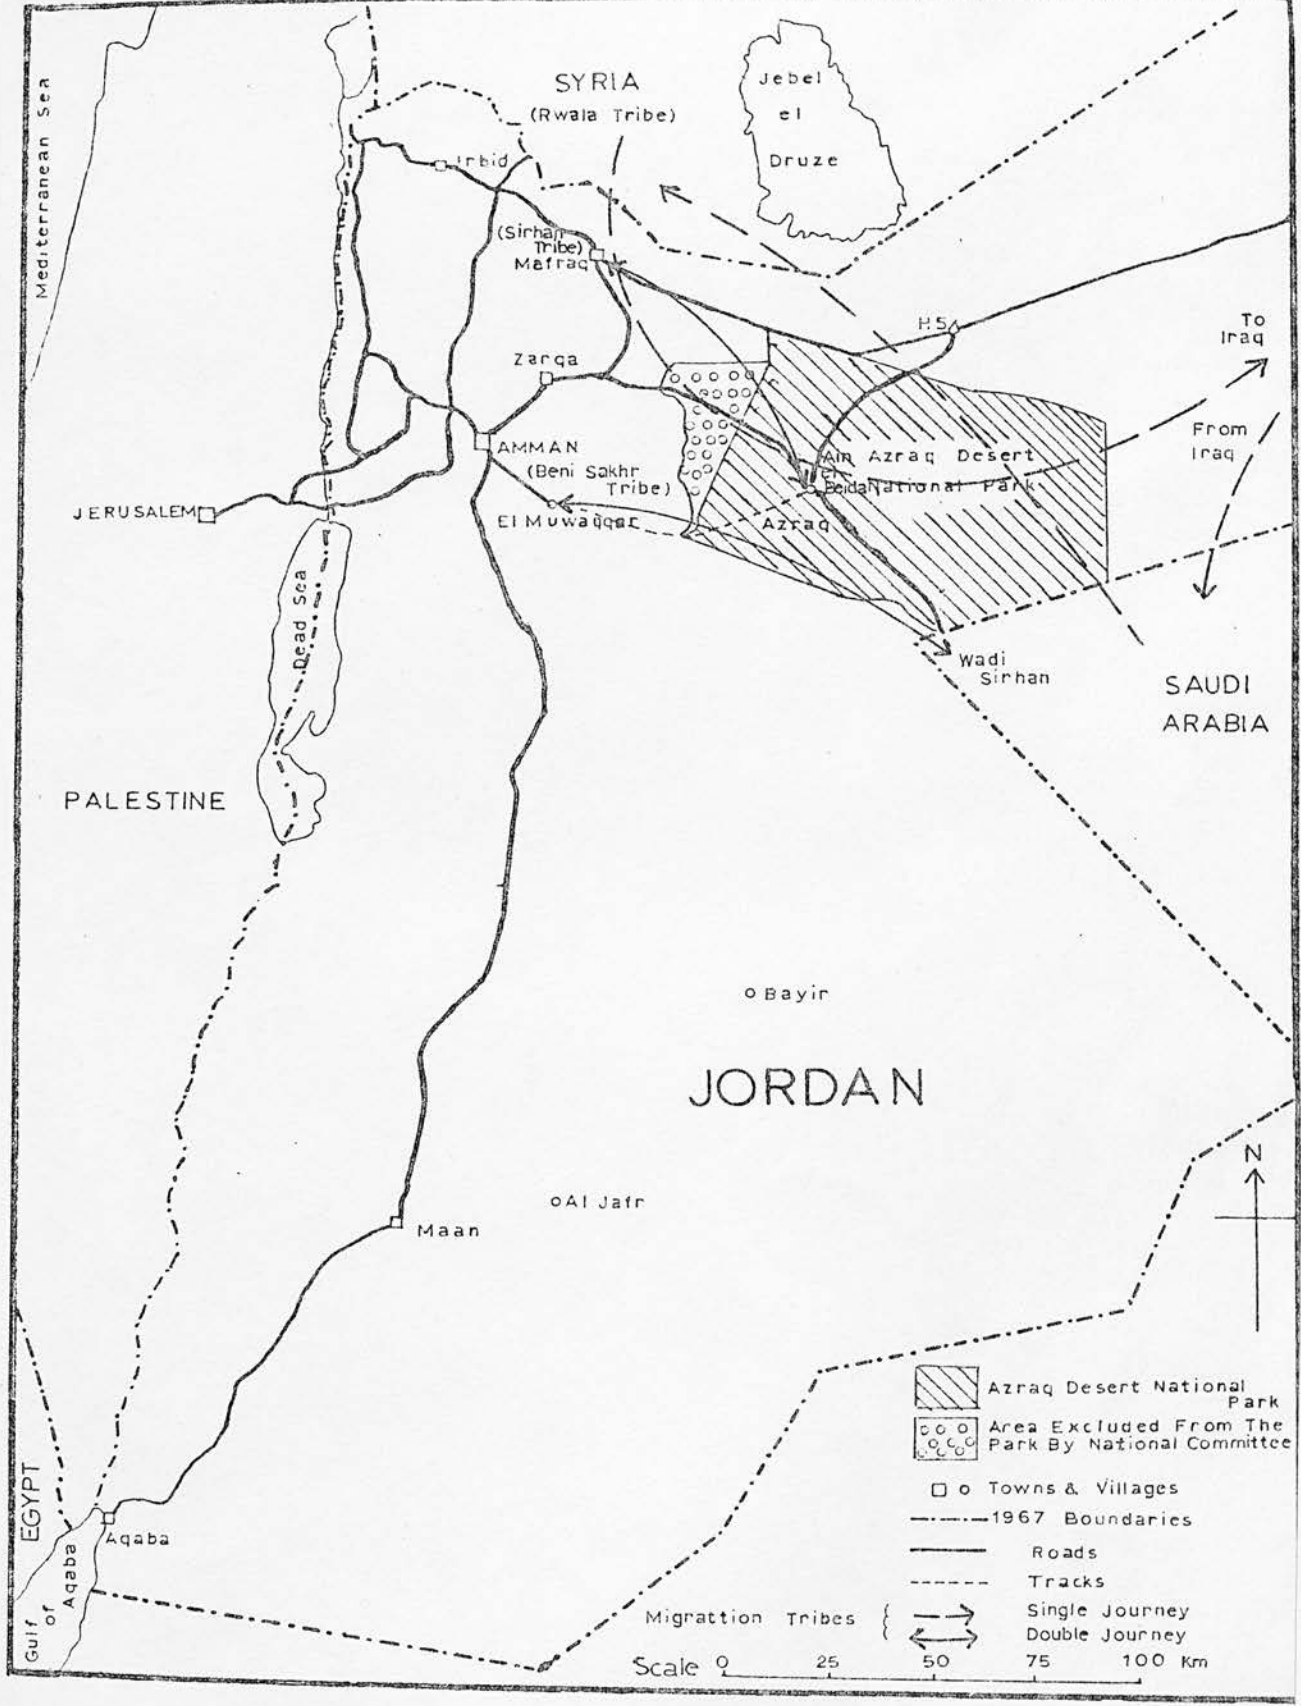 Mediterranean Sea
SYRIA
(Rwala Tribe)
Jebel
el
Druze
Irbid
(Sirhan
Tribe)
Mafraq
H5
To
Iraq
Zarqa
From
Iraq
AMMAN
(Beni Sakhr
Tribe)
Ain
el
Beida
Azraq Desert
National Park
Azraq
El Muwaqqar
JERUSALEM
Dead Sea
Wadi
Sirhan
SAUDI
ARABIA
PALESTINE
Bayir
JORDAN
N
Al Jafr
Maan
EGYPT
Aqaba
Gulf
of
Aqaba
Azraq Desert National
Park
Area Excluded From The
Park By National Committee
Towns & Villages
1967 Boundaries
Roads
Tracks
Migrattion Tribes
Single Journey
Double Journey
Scale 0 25 50 75 100 Km